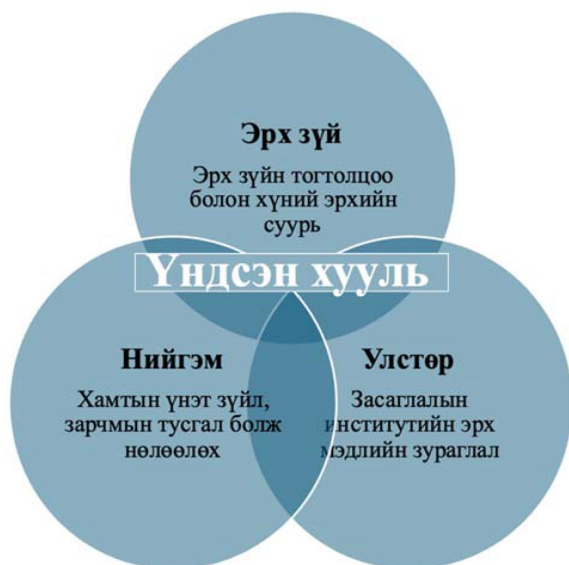 Эрх зүй
Эрх зүйн тогтолцоо
болон хүний эрхийн
суурь
Үндсэн хууль
Нийгэм
Хамтын үнэт зүйл,
зарчмын тусгал болж
нөлөөлөх
Улстөр
Засаглалын
институтийн эрх
мэдлийн зураглал